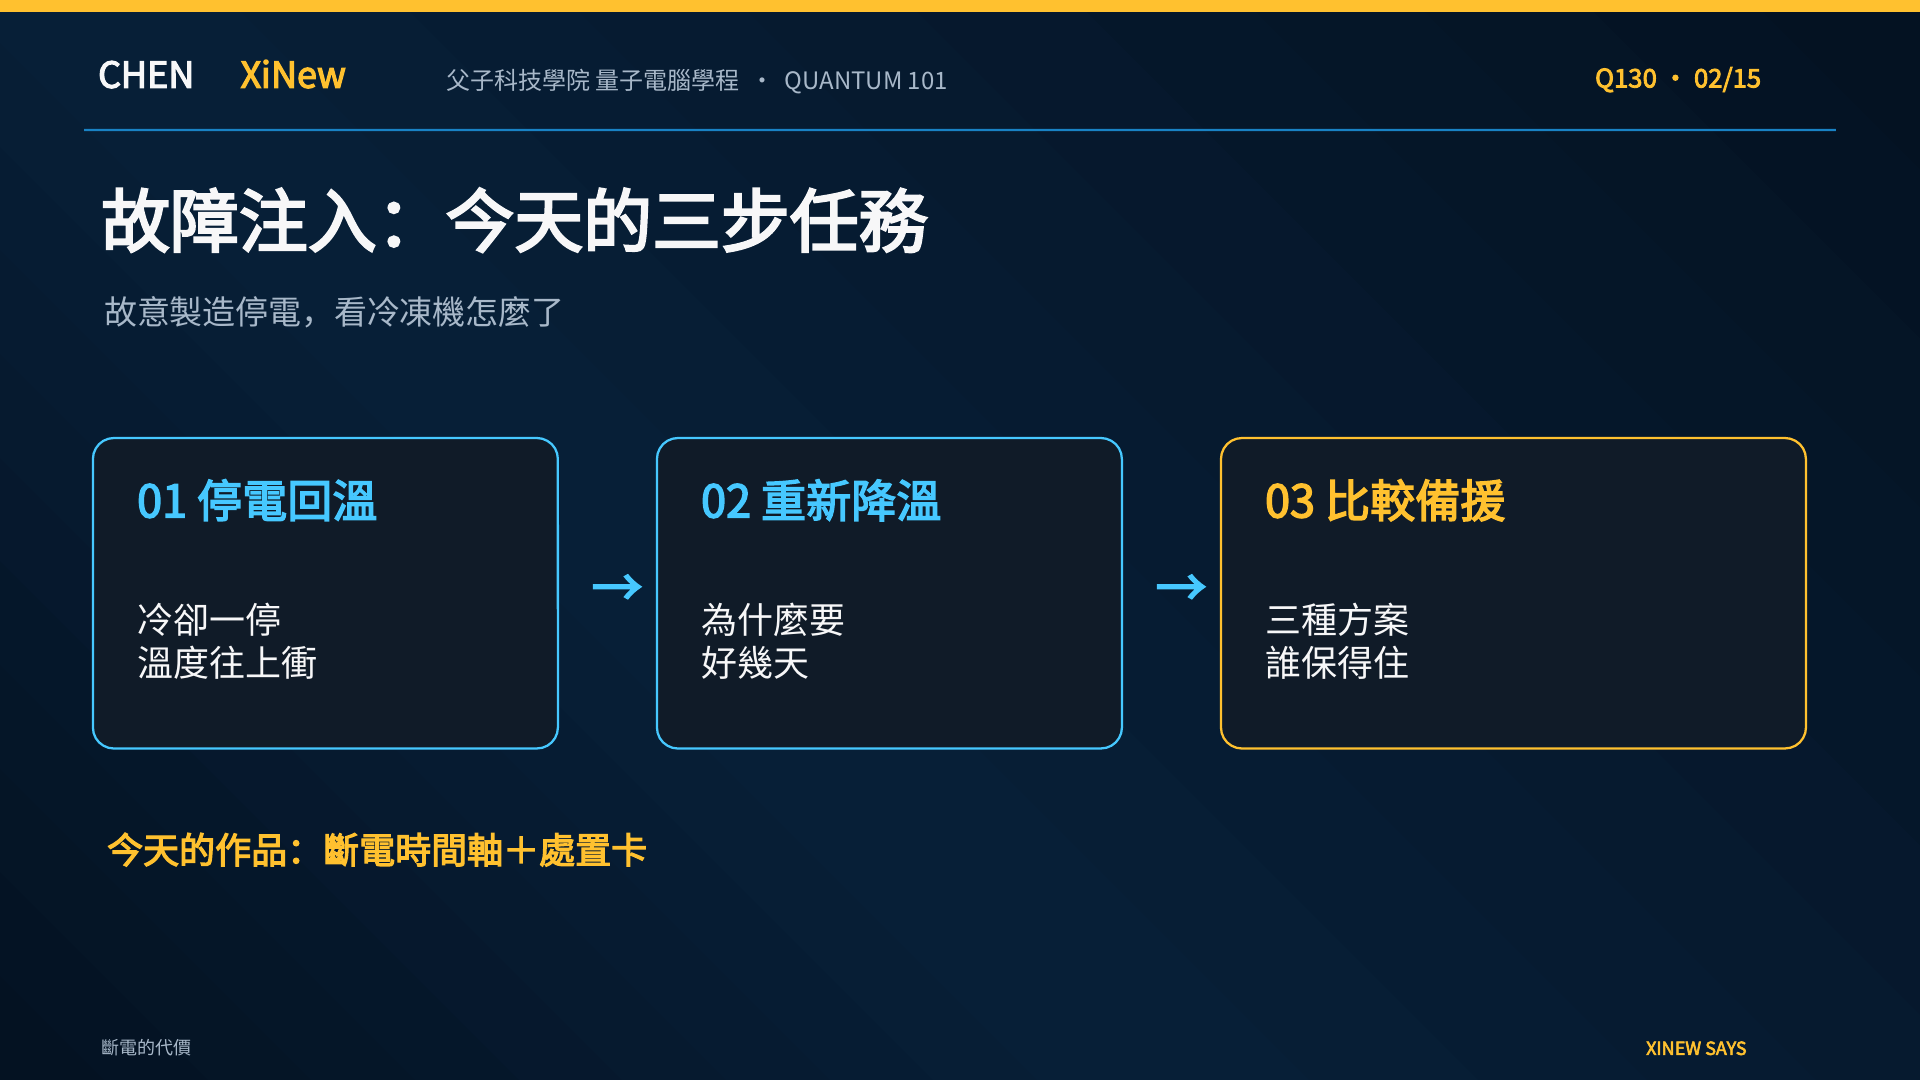 CHEN XiNew 父子科技學院 量子電腦學程 · QUANTUM 101 Q130 · 02/15
故障注入：今天的三步任務
故意製造停電，看冷凍機怎麼了
01 停電回溫
冷卻一停
溫度往上衝
→
02 重新降溫
為什麼要
好幾天
→
03 比較備援
三種方案
誰保得住
今天的作品：斷電時間軸＋處置卡
斷電的代價
XINEW SAYS